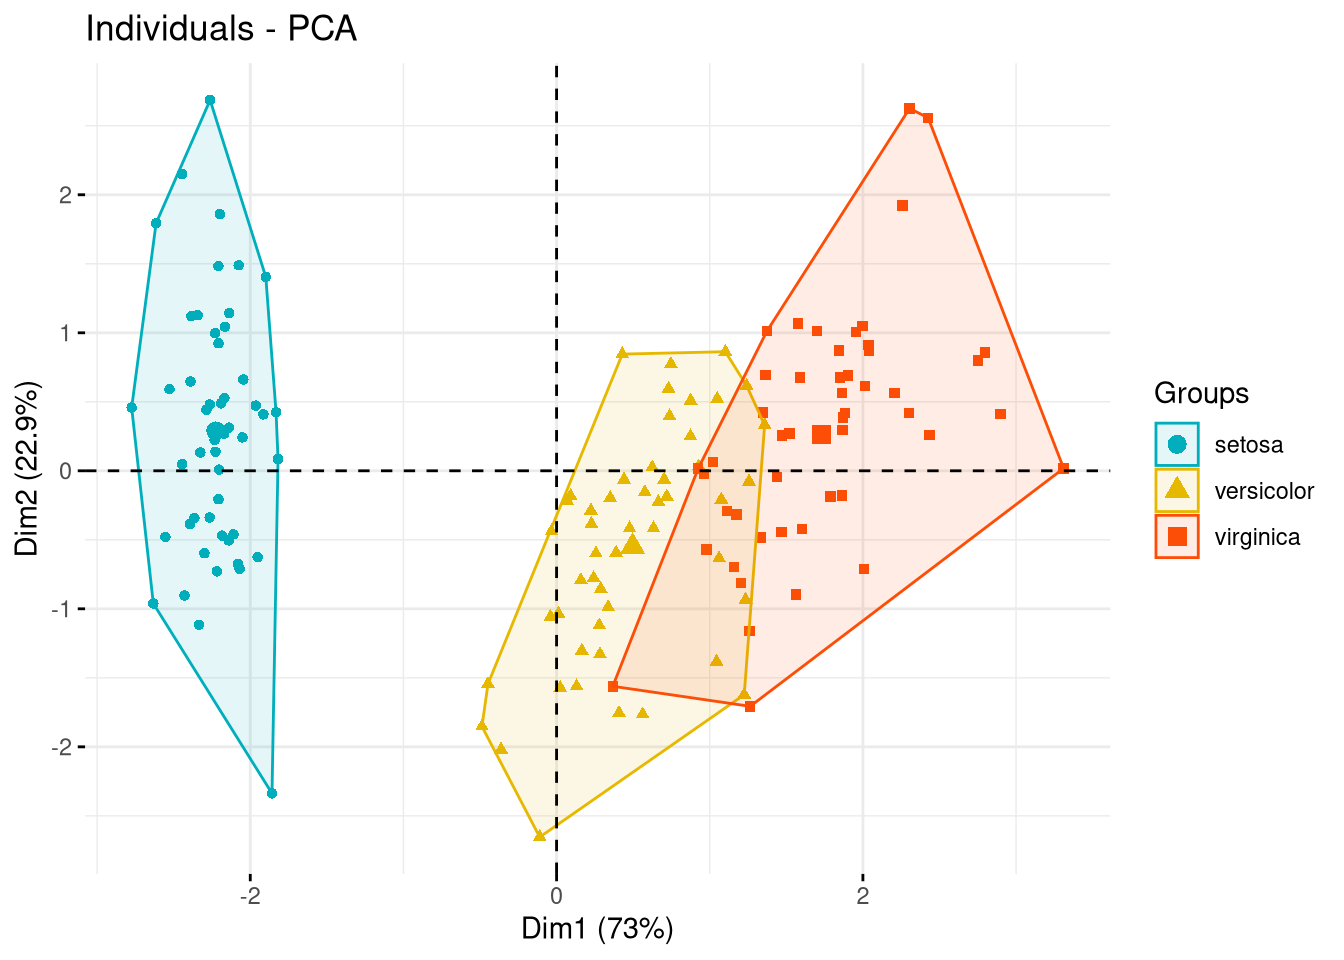 Individuals - PCA
Dim2 (22.9%)
2
1
0
-1
-2
-2
0
2
Dim1 (73%)
Groups
setosa
versicolor
virginica